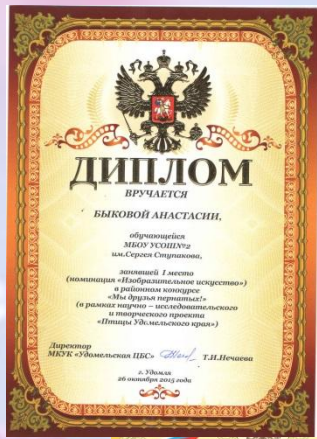 ДИПЛОМ
ВРУЧАЕТСЯ
БЫКОВОЙ АНАСТАСИИ,
обучающейся
МБОУ УСОШ№2
им.Сергея Ступакова,
занявшей I место
(номинация «Изобразительное искусство»)
в районном конкурсе
«Мы друзья пернатых!»
(в рамках научно – исследовательского
и творческого проекта
«Птицы Удомельского края»)
Директор
МКУК «Удомельская ЦБС» Т.И.Нечаева
г. Удомля
26 октября 2015 года